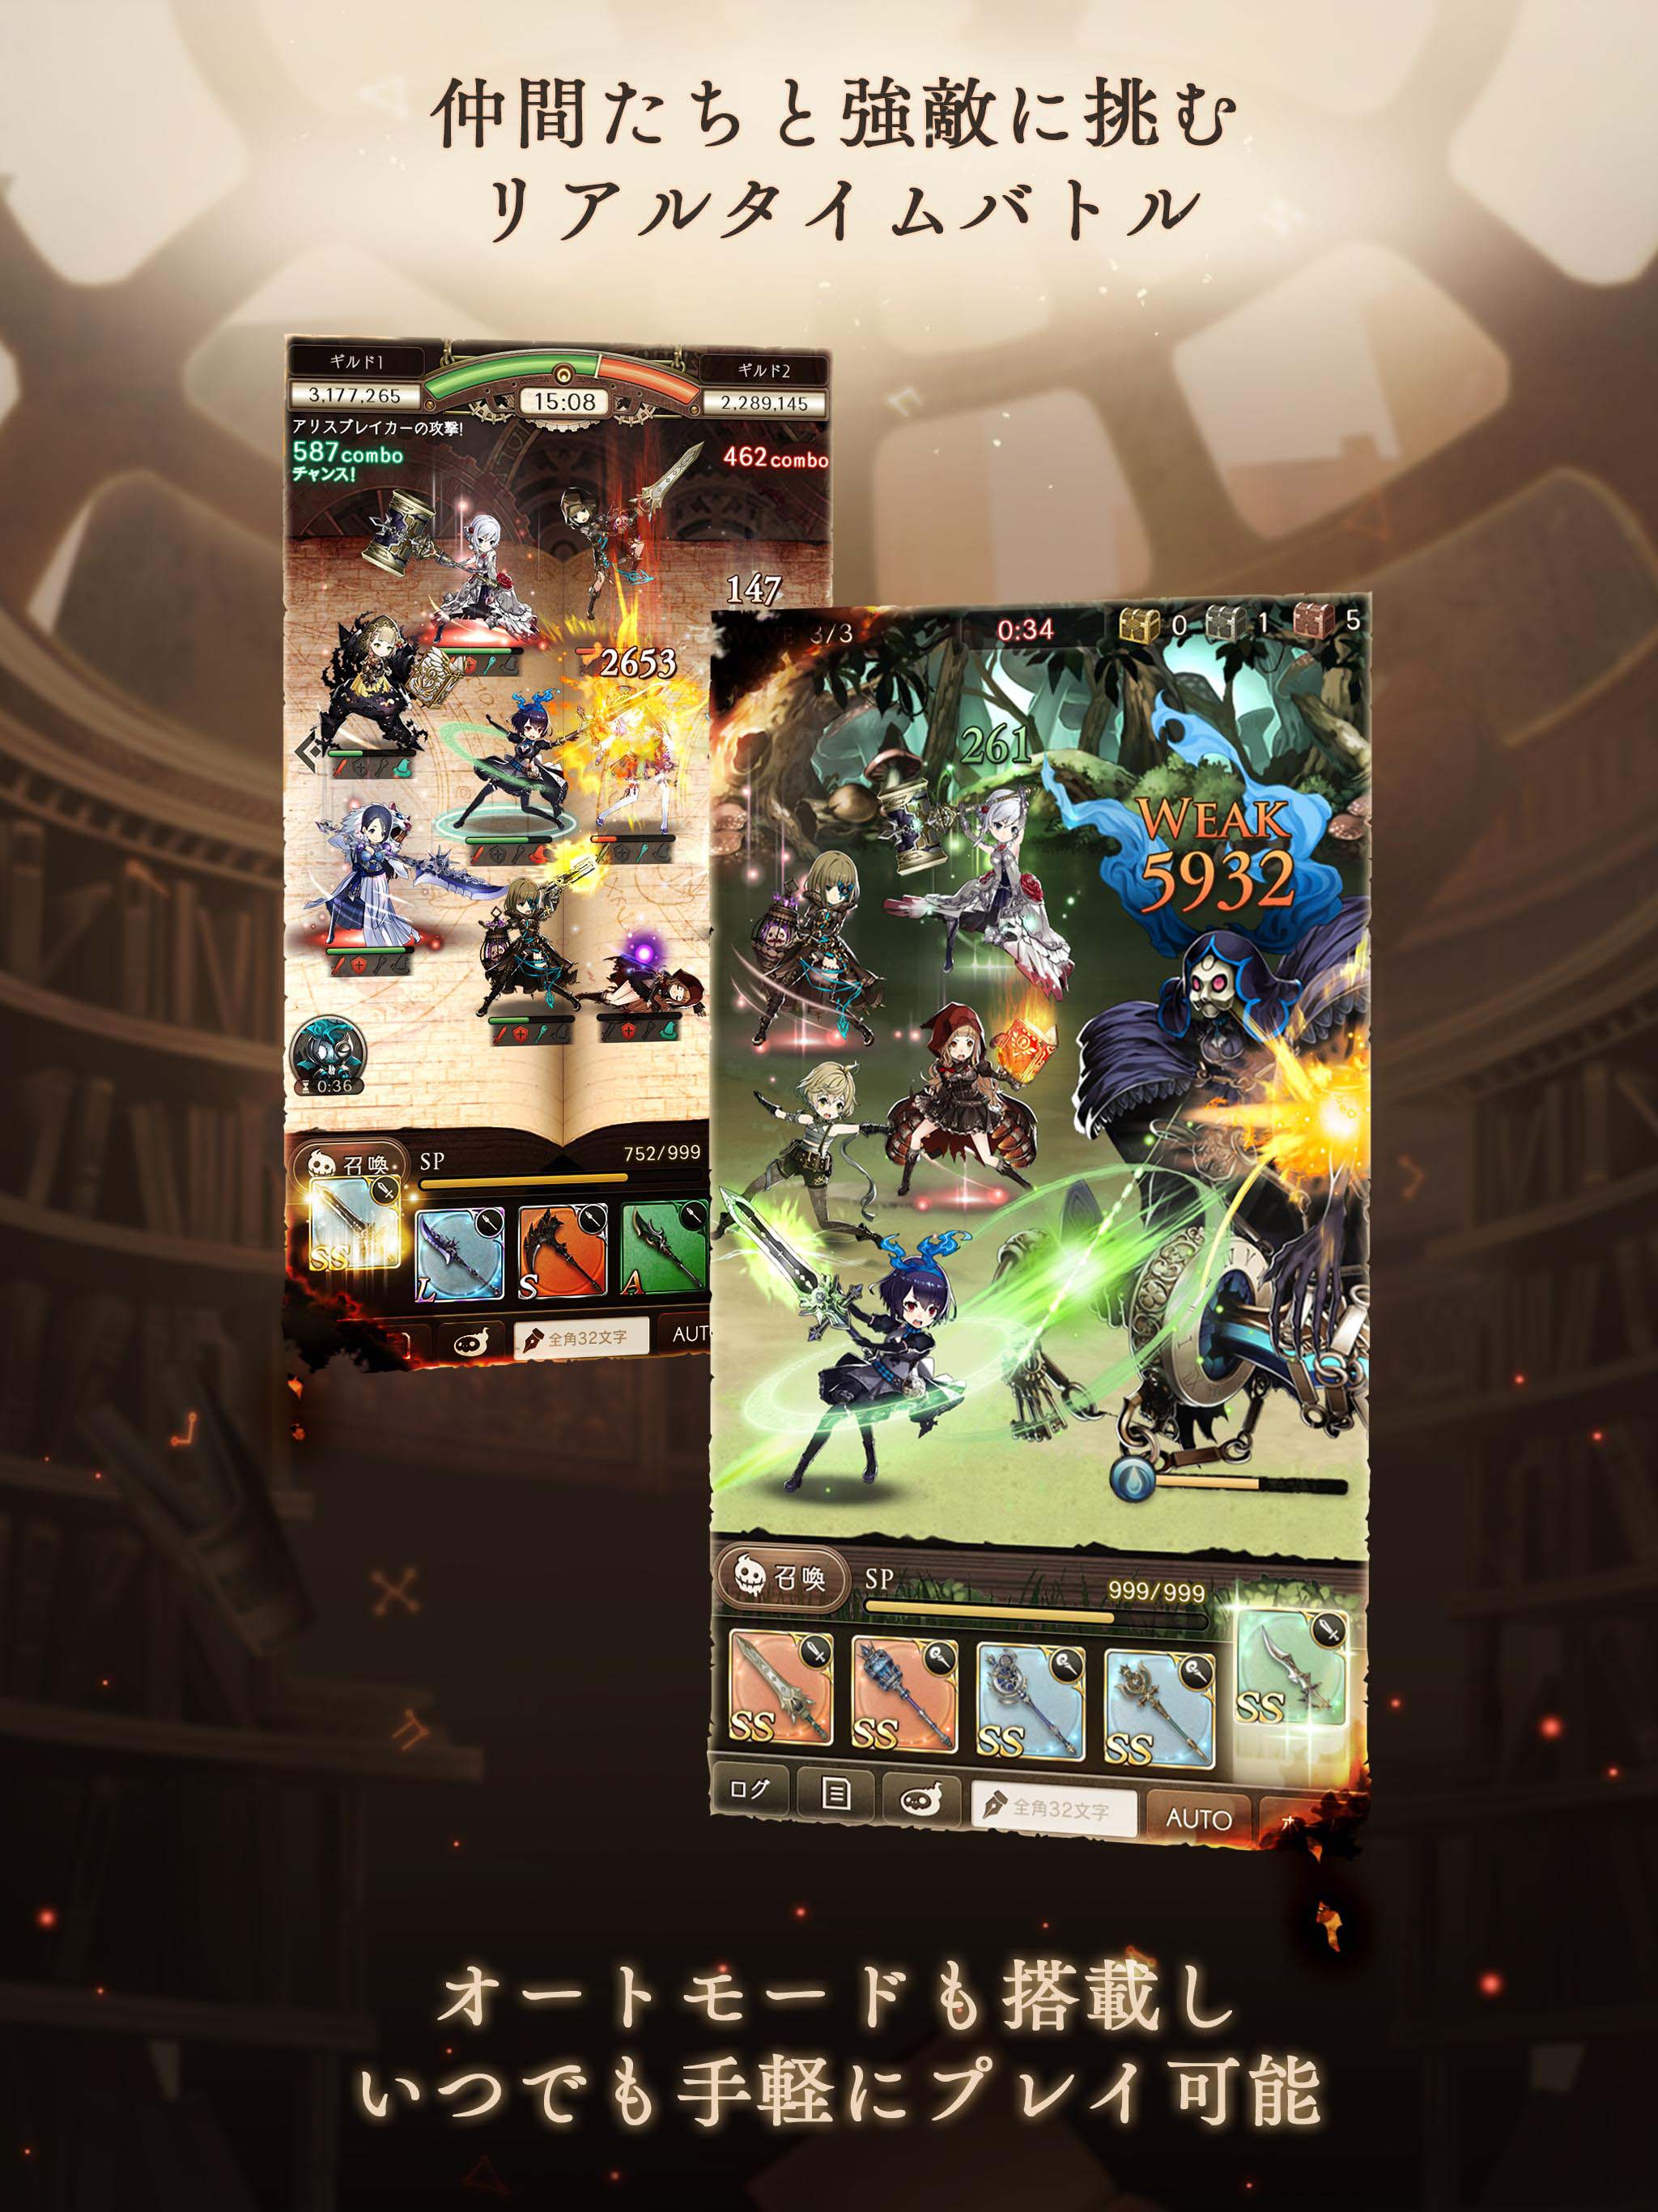 仲間たちと強敵に挑む
リアルタイムバトル
ギルド1
ギルド2
3,177,265
15:08
2,289,145
アリスブレイカーの攻撃!
587combo
462combo
チャンス!
147
2653
0:36
召喚
SP
752/999
SS
L
S
A
全角32文字
WAVE 3/3
0:34
0
1
5
261
WEAK
5932
召喚
SP
999/999
SS
SS
SS
SS
SS
ログ
全角32文字
AUTO
オートモードも搭載し
いつでも手軽にプレイ可能